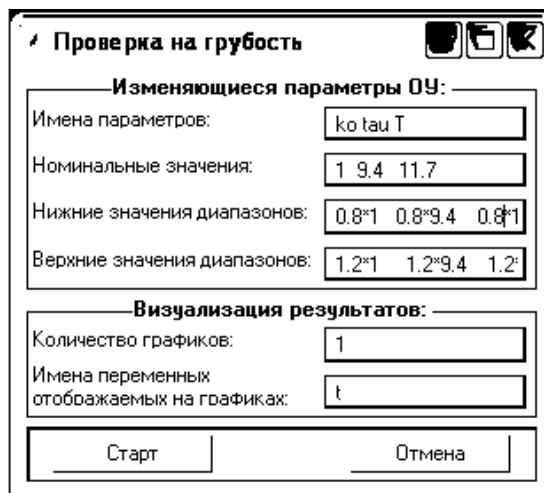 Проверка на грубость
Изменяющиеся параметры ОУ:
Имена параметров: ko tau T
Номинальные значения: 1 9.4 11.7
Нижние значения диапазонов: 0.8*1 0.8*9.4 0.8*1
Верхние значения диапазонов: 1.2*1 1.2*9.4 1.2*
Визуализация результатов:
Количество графиков: 1
Имена переменных
отображаемых на графиках: t
Старт Отмена